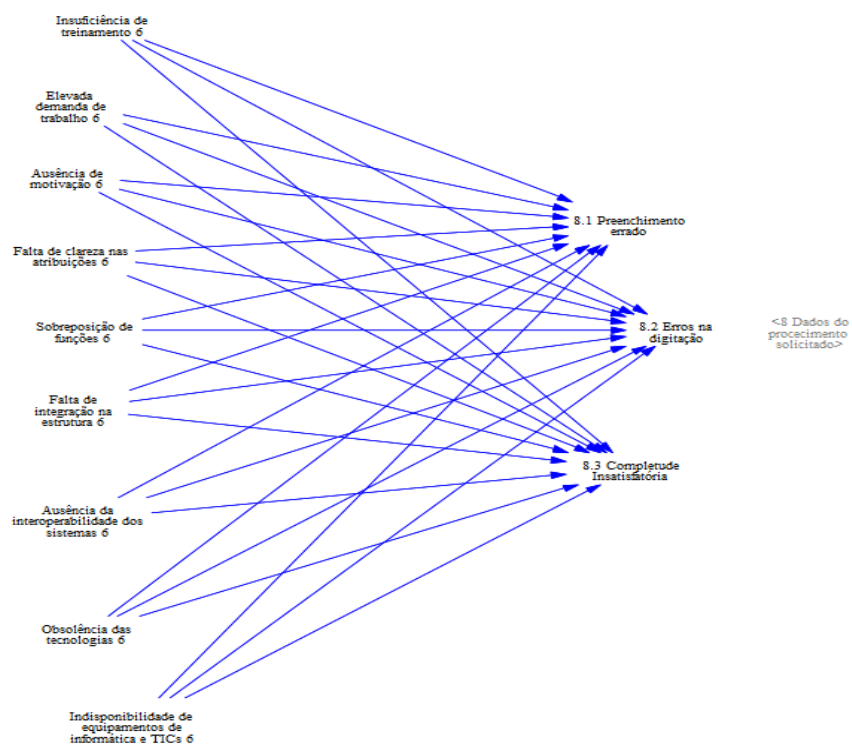 Insuficiência de
treinamento 6
Elevada
demanda de
trabalho 6
Ausência de
motivação 6
Falta de clareza nas
atribuições 6
Sobreposição de
funções 6
Falta de
integração na
estrutura 6
Ausência da
interoperabilidade dos
sistemas 6
Obsolência das
tecnologias 6
Indisponibilidade de
equipamentos de
informática e TICs 6
8.1 Preenchimento
errado
8.2 Erros na
digitação
8.3 Completude
Insatisfatória
<8 Dados do
procecimento
solicitado>